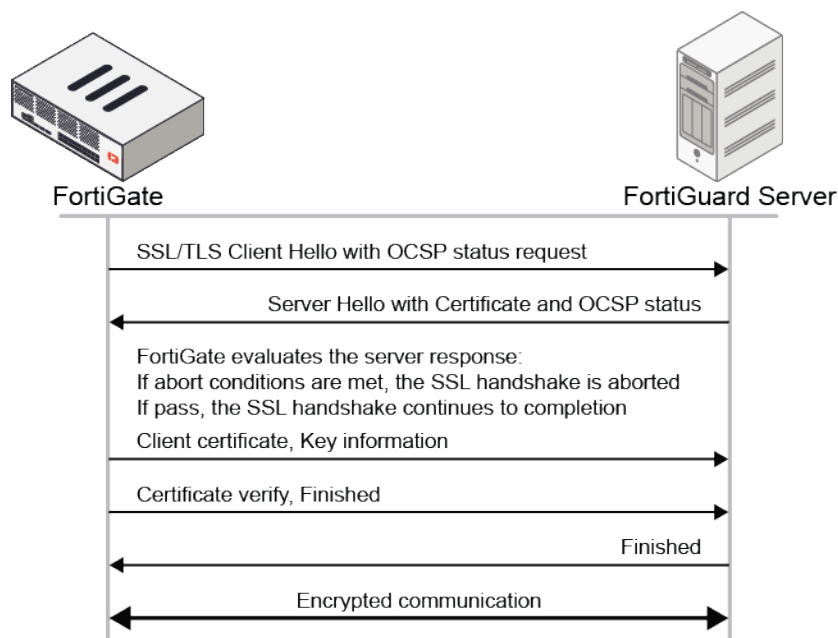 FortiGate
FortiGuard Server
SSL/TLS Client Hello with OCSP status request
Server Hello with Certificate and OCSP status
FortiGate evaluates the server response:
If abort conditions are met, the SSL handshake is aborted
If pass, the SSL handshake continues to completion
Client certificate, Key information
Certificate verify, Finished
Finished
Encrypted communication